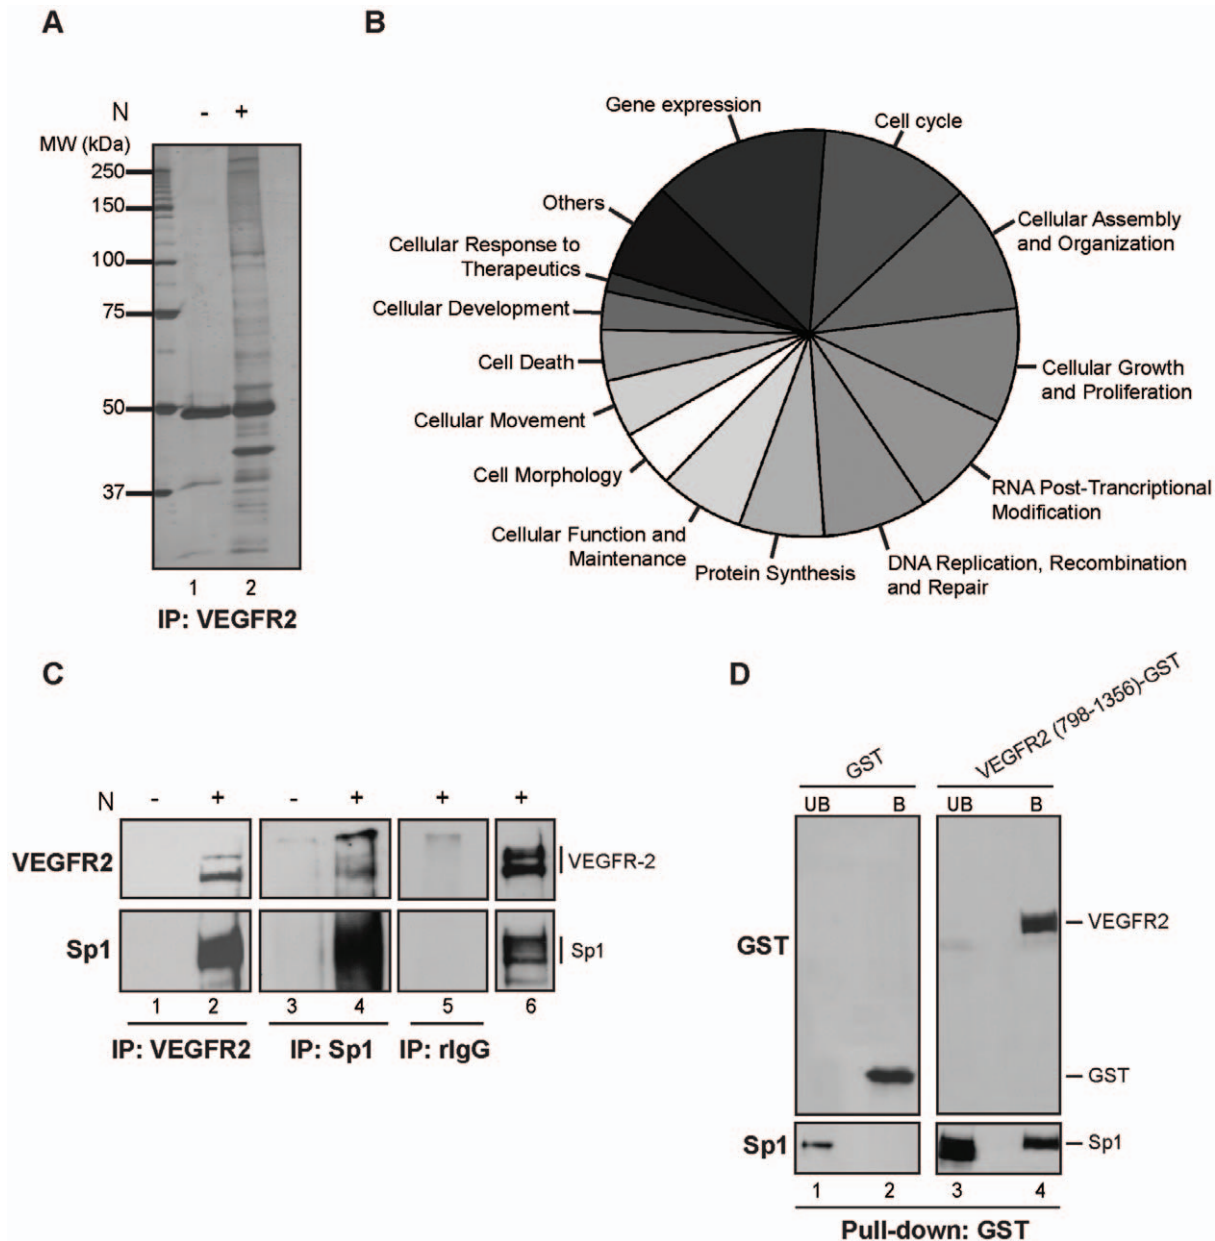 A
N - +
MW (kDa)
250
150
100
75
50
37
1 2
IP: VEGFR2
B
Gene expression
Cell cycle
Cellular Assembly
and Organization
Cellular Growth
and Proliferation
RNA Post-Trancriptional
Modification
DNA Replication, Recombination
and Repair
Protein Synthesis
Cellular Function and
Maintenance
Cell Morphology
Cellular Movement
Cell Death
Cellular Development
Cellular Response to
Therapeutics
Others
C
N - + - + + +
VEGFR2
VEGFR-2
Sp1
Sp1
1 2 3 4 5 6
IP: VEGFR2 IP: Sp1 IP: rIgG
D
GST
VEGFR2 (798-1356)-GST
UB B UB B
GST
VEGFR2
GST
Sp1
Sp1
1 2 3 4
Pull-down: GST